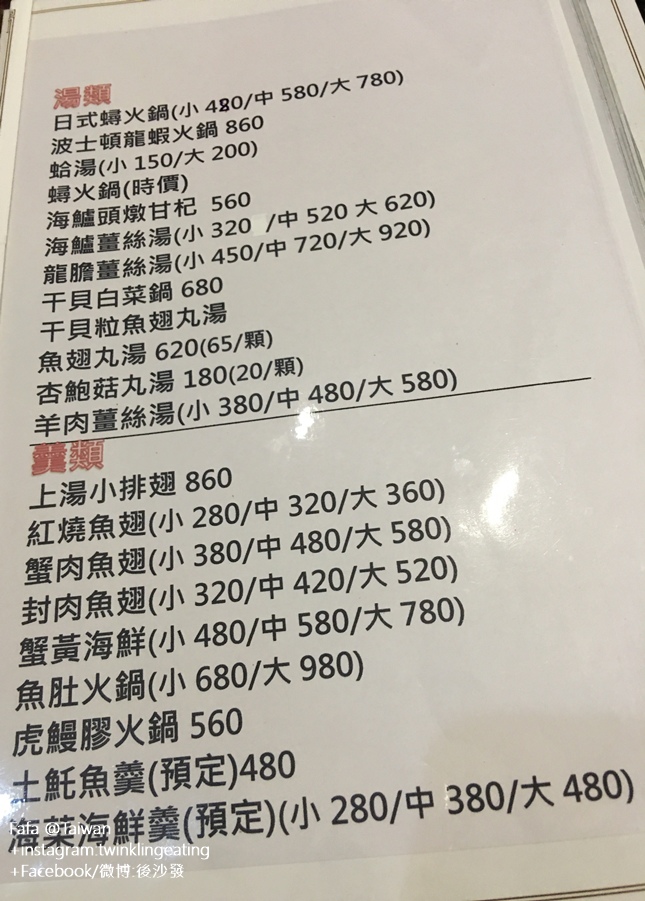 湯類
日式蟳火鍋(小 480/中 580/大 780)
波士頓龍蝦火鍋 860
蛤湯(小 150/大 200)
蟳火鍋(時價)
海鱸頭燉甘杞 560
海鱸薑絲湯(小 320 /中 520 大 620)
龍膽薑絲湯(小 450/中 720/大 920)
干貝白菜鍋 680
干貝粒魚翅丸湯
魚翅丸湯 620(65/顆)
杏鮑菇丸湯 180(20/顆)
羊肉薑絲湯(小 380/中 480/大 580)
羹類
上湯小排翅 860
紅燒魚翅(小 280/中 320/大 360)
蟹肉魚翅(小 380/中 480/大 580)
封肉魚翅(小 320/中 420/大 520)
蟹黃海鮮(小 480/中 580/大 780)
魚肚火鍋(小 680/大 980)
虎鰻膠火鍋 560
土魠魚羹(預定)480
海菜海鮮羹(預定)(小 280/中 380/大 480)
Fafa @Taiwan
+instagram:twinklingeating
+Facebook/微博:後沙發